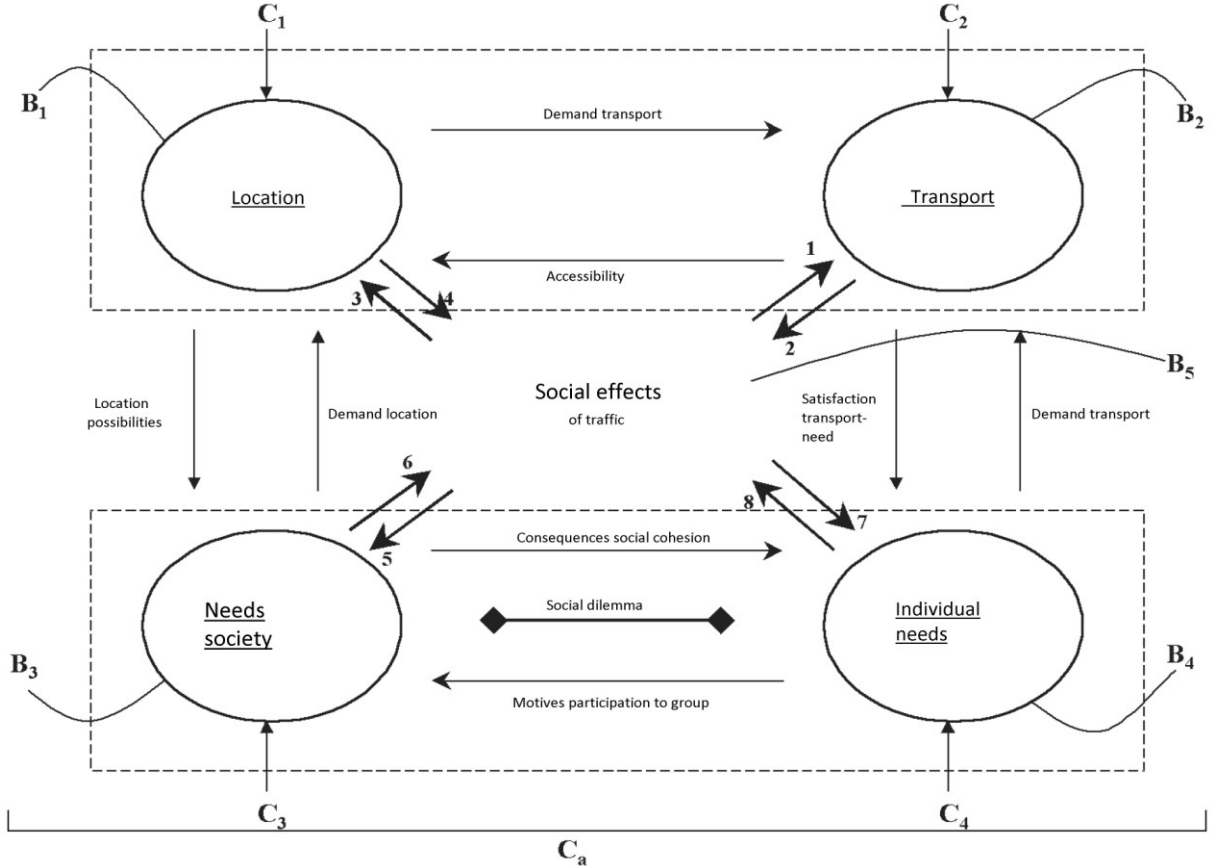 C1
C2
B1
B2
Demand transport
Location
Transport
1
Accessibility
3
4
2
B5
Social effects
of traffic
Location
possibilities
Demand location
Satisfaction
transport-
need
Demand transport
6
8
7
5
Consequences social cohesion
Needs
society
Social dilemma
Individual
needs
B3
B4
Motives participation to group
C3
C4
Ca